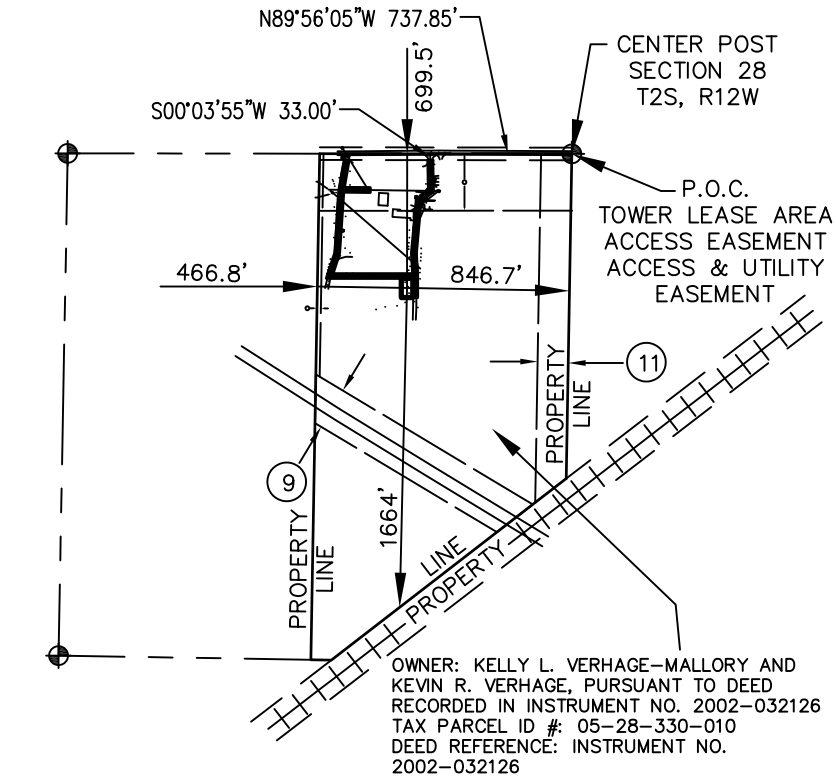 N89°56'05"W 737.85'
CENTER POST
SECTION 28
T2S, R12W
699.5'
S00°03'55"W 33.00'
P.O.C.
TOWER LEASE AREA
ACCESS EASEMENT
ACCESS & UTILITY
EASEMENT
466.8'
846.7'
11
PROPERTY
LINE
9
1664'
PROPERTY
LINE
LINE
PROPERTY
OWNER: KELLY L. VERHAGE-MALLORY AND
KEVIN R. VERHAGE, PURSUANT TO DEED
RECORDED IN INSTRUMENT NO. 2002-032126
TAX PARCEL ID #: 05-28-330-010
DEED REFERENCE: INSTRUMENT NO.
2002-032126